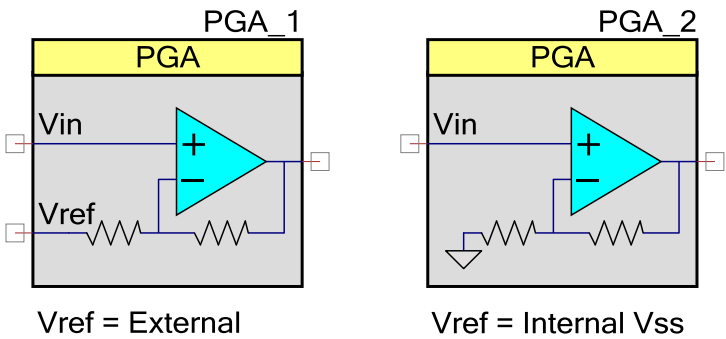 PGA_1
PGA
Vin
+
−
Vref
Vref = External
PGA_2
PGA
Vin
+
−
Vref = Internal Vss